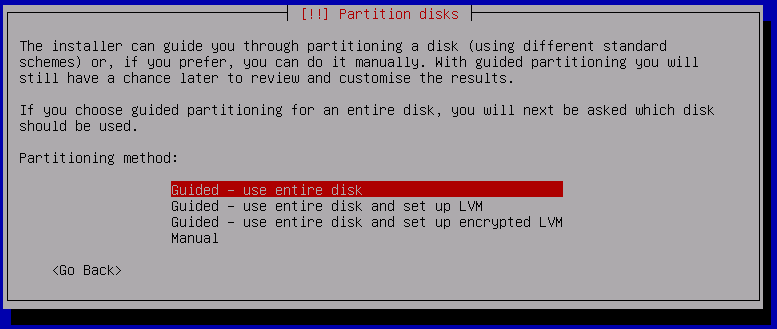 [!!] Partition disks
The installer can guide you through partitioning a disk (using different standard
schemes) or, if you prefer, you can do it manually. With guided partitioning you will
still have a chance later to review and customise the results.
If you choose guided partitioning for an entire disk, you will next be asked which disk
should be used.
Partitioning method:
Guided - use entire disk
Guided - use entire disk and set up LVM
Guided - use entire disk and set up encrypted LVM
Manual
<Go Back>